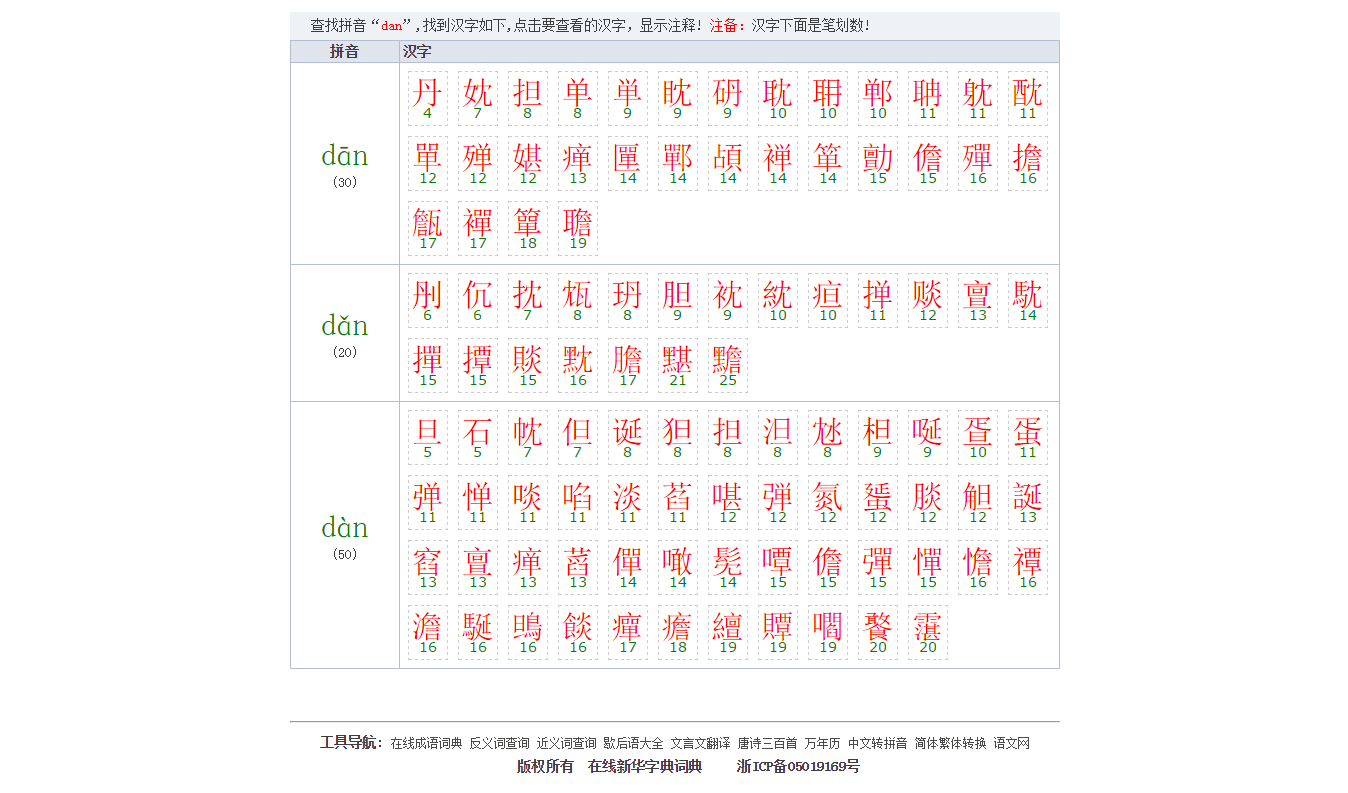 查找拼音“dan”,找到汉字如下,点击要查看的汉字，显示注释! 注备：汉字下面是笔划数!
拼音 汉字
dān
(30)
丹 妉 担 单 単 眈 砃 耽 耼 郸 聃 躭 酖
4 7 8 8 9 9 9 10 10 10 11 11 11
單 殚 媅 瘅 匰 鄲 頕 禅 箪 勯 儋 殫 擔
12 12 12 13 14 14 14 14 14 15 15 16 16
甔 襌 簞 聸
17 17 18 19
dǎn
(20)
刐 伔 抌 瓭 玬 胆 衴 紞 疸 掸 赕 亶 馾
6 6 7 8 8 9 9 10 10 11 12 13 14
撣 撢 賧 黕 膽 黮 黵
15 15 15 16 17 21 25
dàn
(50)
旦 石 帎 但 诞 狚 担 沮 泹 柦 啖 疍 蛋
5 5 7 7 8 8 8 8 8 9 9 10 11
弹 惮 啖 啗 淡 萏 啿 弾 氮 蜑 腅 觛 誕
11 11 11 11 11 11 12 12 12 12 12 12 13
窞 亶 瘅 蓞 僤 噉 髧 嘾 儋 彈 憚 憺 禫
13 13 13 13 14 14 14 15 15 15 15 16 16
澹 駳 鴠 餤 癉 癚 繵 贉 嚪 餮 霮
16 16 16 16 17 18 19 19 19 20 20
工具导航： 在线成语词典 反义词查询 近义词查询 歇后语大全 文言文翻译 唐诗三百首 万年历 中文转拼音 简体繁体转换 语文网
版权所有 在线新华字典词典 浙ICP备05019169号